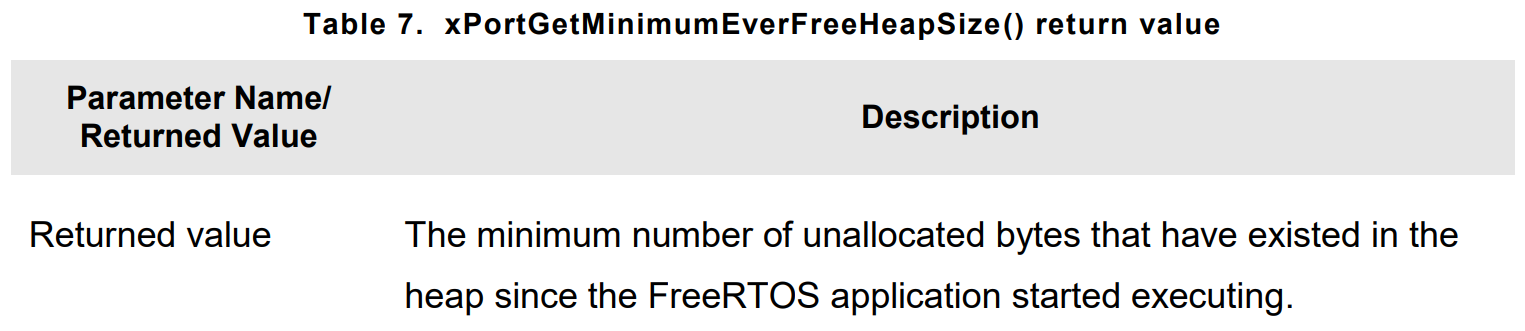 Table 7. xPortGetMinimumEverFreeHeapSize() return value
Parameter Name/
Returned Value
Description
Returned value
The minimum number of unallocated bytes that have existed in the
heap since the FreeRTOS application started executing.